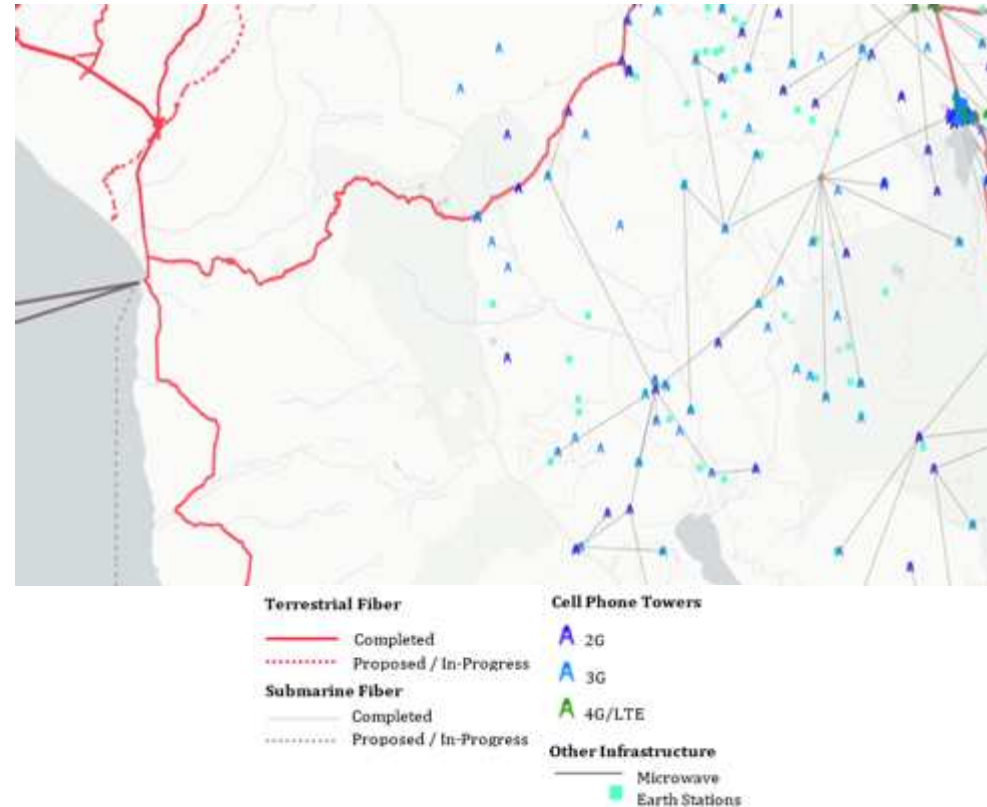 Terrestrial Fiber
Completed
Proposed / In-Progress
Submarine Fiber
Completed
Proposed / In-Progress
Cell Phone Towers
2G
3G
4G/LTE
Other Infrastructure
Microwave
Earth Stations